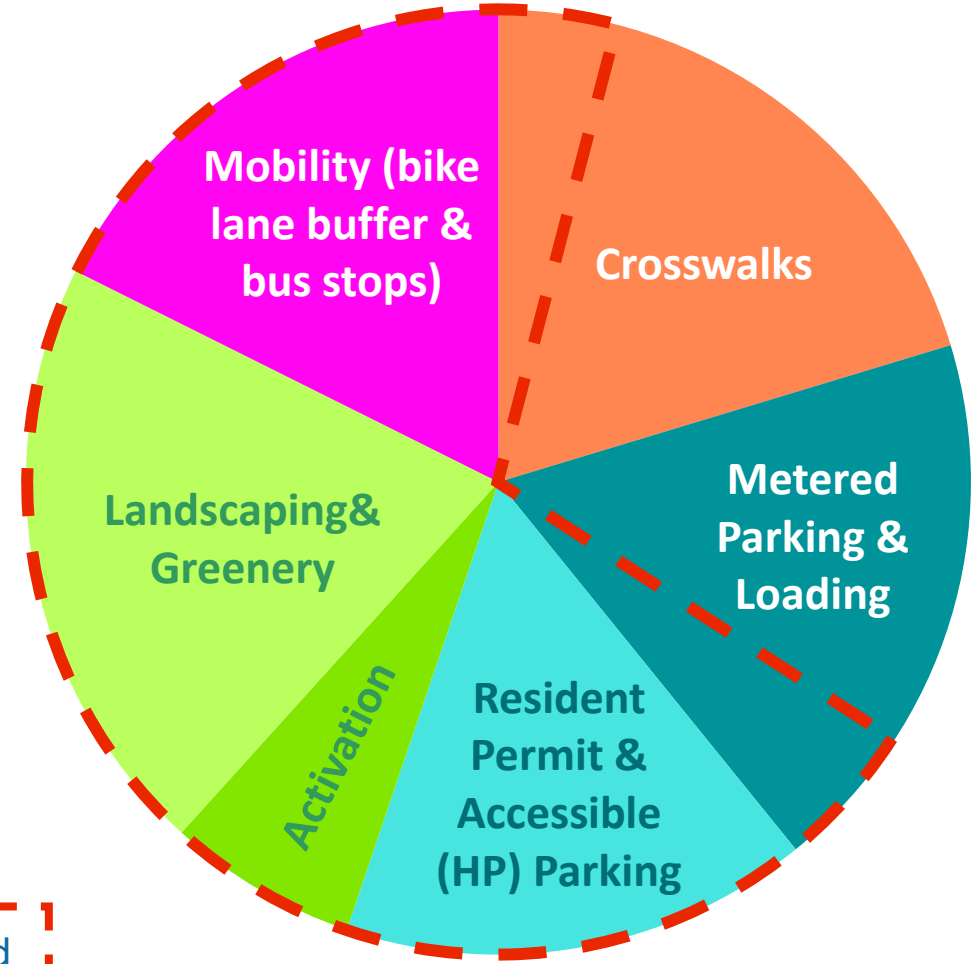 Mobility (bike
lane buffer &
bus stops)
Crosswalks
Metered
Parking &
Loading
Landscaping&
Greenery
Activation
Resident
Permit &
Accessible
(HP) Parking